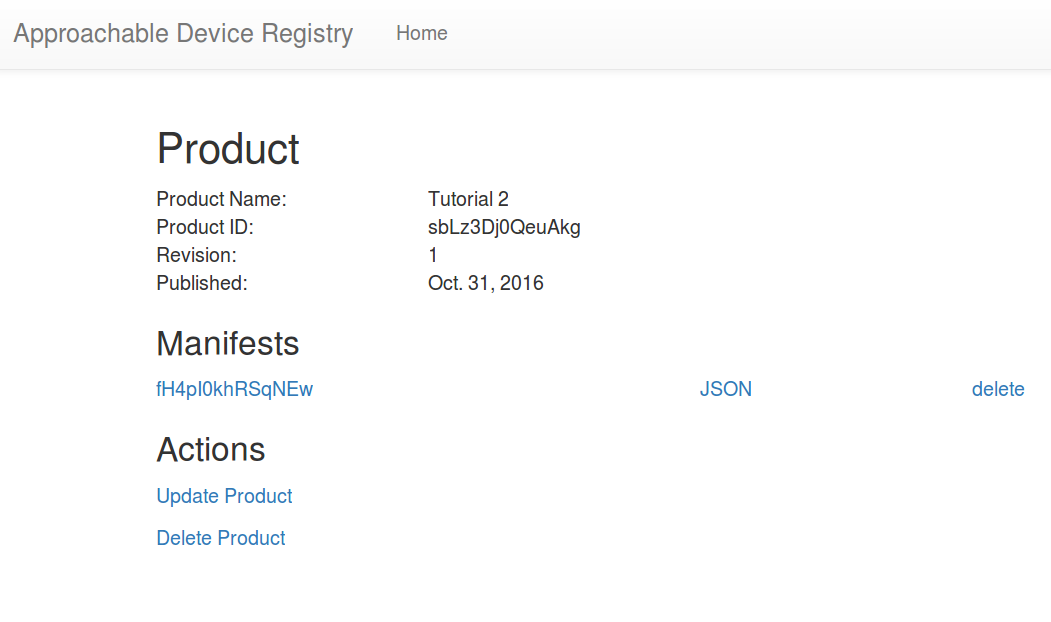 Approachable Device Registry Home
Product
Product Name: Tutorial 2
Product ID: sbLz3Dj0QeuAkg
Revision: 1
Published: Oct. 31, 2016
Manifests
fH4pI0khRSqNEw JSON delete
Actions
Update Product
Delete Product